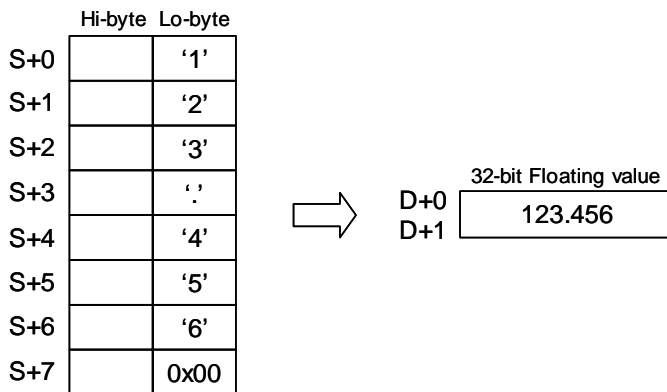 Hi-byte Lo-byte
S+0 ‘1’
S+1 ‘2’
S+2 ‘3’
S+3 ‘.’
S+4 ‘4’
S+5 ‘5’
S+6 ‘6’
S+7 0x00
32-bit Floating value
D+0
D+1
123.456